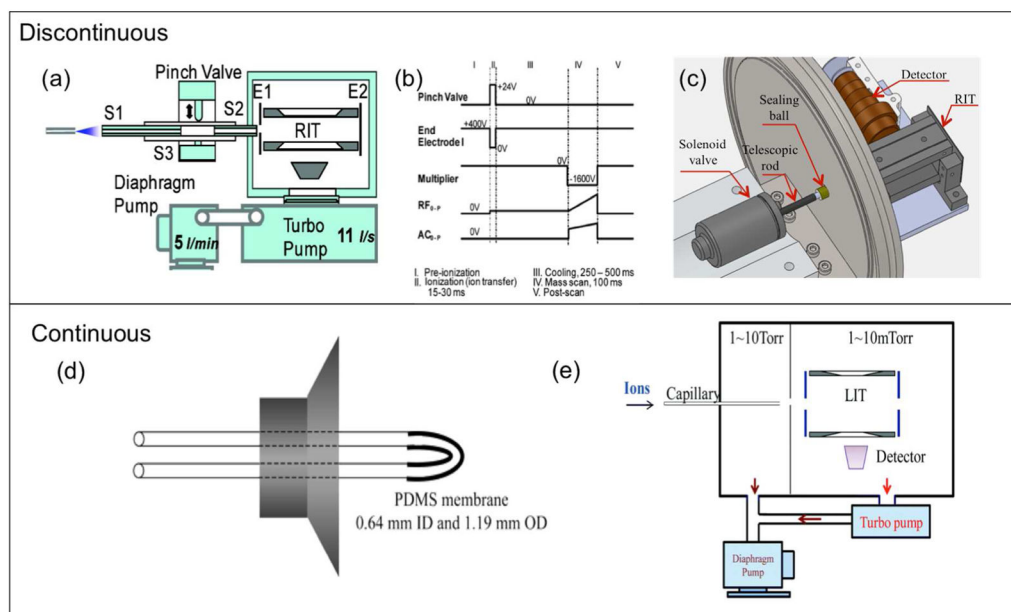 Discontinuous
(a)
Pinch Valve
S1
S2
E1
E2
RIT
S3
Diaphragm
Pump
5 l/min
Turbo
Pump
11 l/s
(b)
I
II
III
IV
V
Pinch Valve
+24V
0V
End
Electrode I
+400V
0V
Multiplier
0V
-1600V
RF0-P
0V
AC0-P
0V
I. Pre-ionization
II. Ionization (ion transfer)
15-30 ms
III. Cooling, 250 – 500 ms
IV. Mass scan, 100 ms
V. Post-scan
(c)
Detector
RIT
Sealing
ball
Telescopic
rod
Solenoid
valve
Continuous
(d)
PDMS membrane
0.64 mm ID and 1.19 mm OD
(e)
1~10Torr
1~10mTorr
Ions
Capillary
LIT
Detector
Turbo pump
Diaphragm
Pump